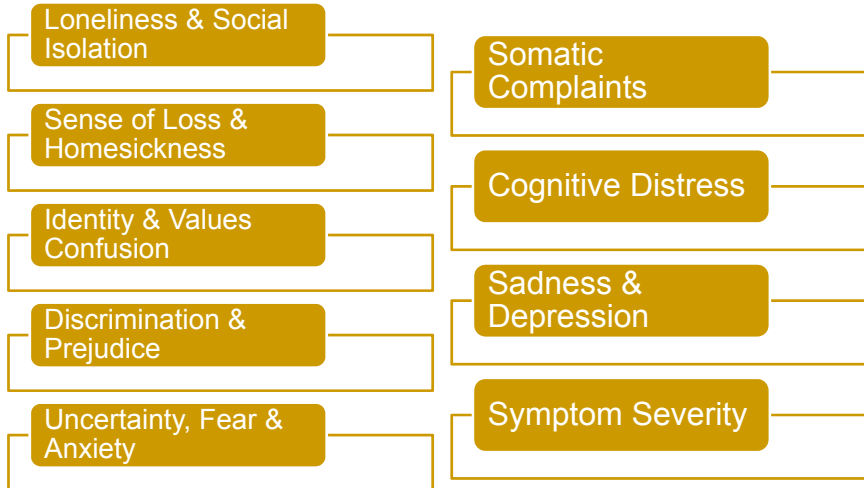 Loneliness & Social
Isolation
Sense of Loss &
Homesickness
Identity & Values
Confusion
Discrimination &
Prejudice
Uncertainty, Fear &
Anxiety
Somatic
Complaints
Cognitive Distress
Sadness &
Depression
Symptom Severity